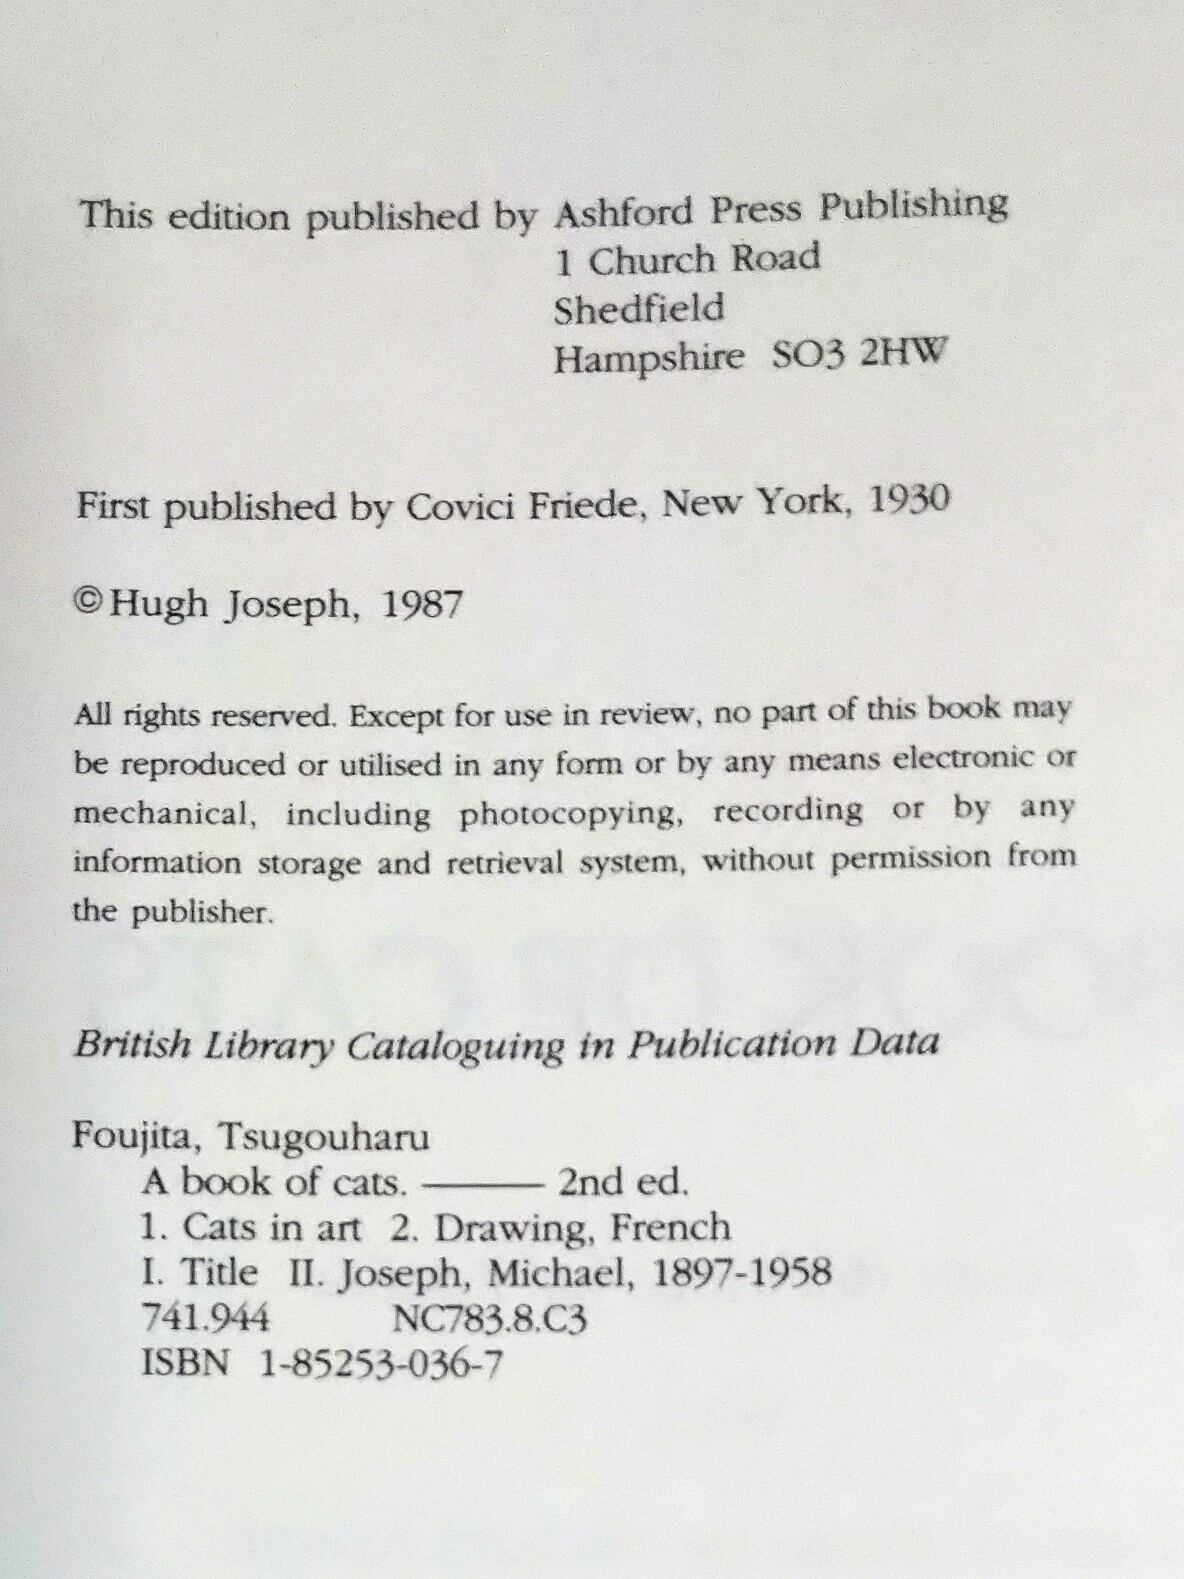 This edition published by Ashford Press Publishing
1 Church Road
Shedfield
Hampshire SO3 2HW
First published by Covici Friede, New York, 1930
© Hugh Joseph, 1987
All rights reserved. Except for use in review, no part of this book may
be reproduced or utilised in any form or by any means electronic or
mechanical, including photocopying, recording or by any
information storage and retrieval system, without permission from
the publisher.
British Library Cataloguing in Publication Data
Foujita, Tsugouharu
A book of cats. —— 2nd ed.
1. Cats in art 2. Drawing, French
I. Title II. Joseph, Michael, 1897-1958
741.944 NC783.8.C3
ISBN 1-85253-036-7